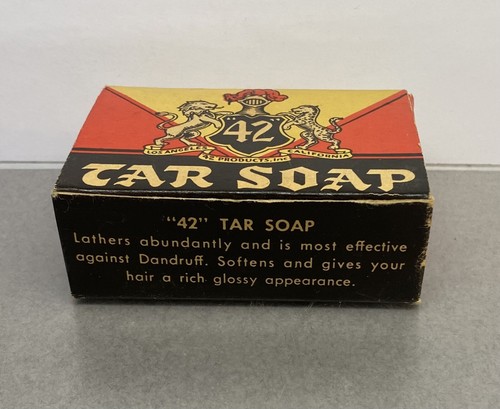 "42"
LOS ANGELES CALIFORNIA
42 PRODUCTS, INC
TAR SOAP
"42" TAR SOAP
Lathers abundantly and is most effective
against Dandruff. Softens and gives your
hair a rich glossy appearance.